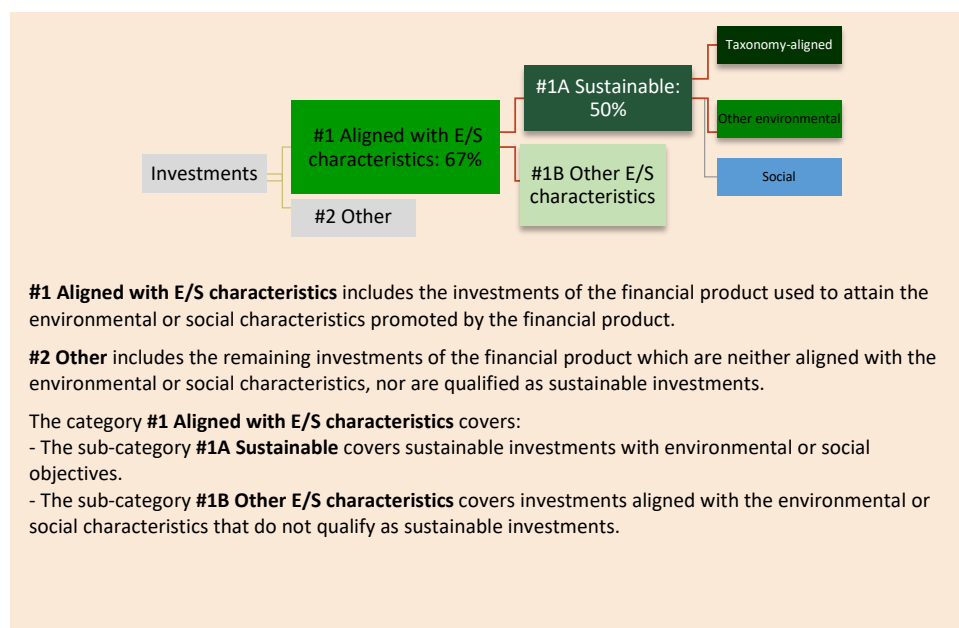 Taxonomy-aligned
#1A Sustainable:
50%
#1 Aligned with E/S
characteristics: 67%
Other environmental
Investments
#1B Other E/S
characteristics
Social
#2 Other
#1 Aligned with E/S characteristics includes the investments of the financial product used to attain the
environmental or social characteristics promoted by the financial product.
#2 Other includes the remaining investments of the financial product which are neither aligned with the
environmental or social characteristics, nor are qualified as sustainable investments.
The category #1 Aligned with E/S characteristics covers:
- The sub-category #1A Sustainable covers sustainable investments with environmental or social
objectives.
- The sub-category #1B Other E/S characteristics covers investments aligned with the environmental or
social characteristics that do not qualify as sustainable investments.